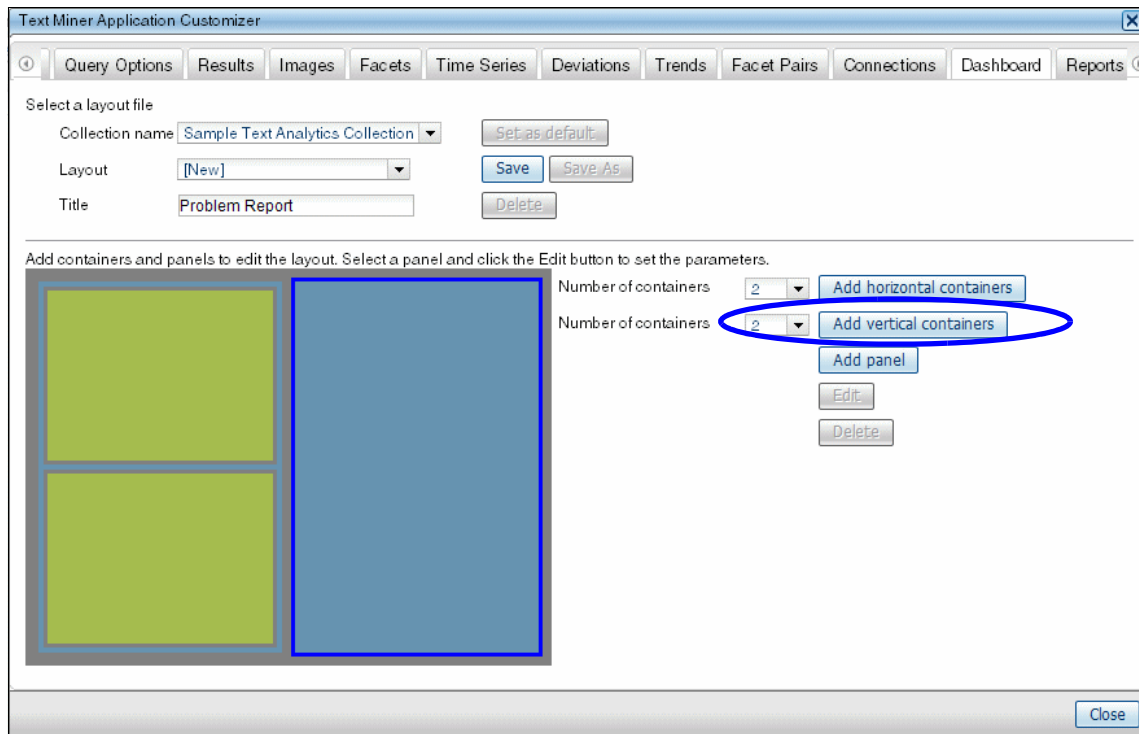 Text Miner Application Customizer
Query Options Results Images Facets Time Series Deviations Trends Facet Pairs Connections Dashboard Reports
Select a layout file
Collection name Sample Text Analytics Collection Set as default
Layout [New] Save Save As
Title Problem Report Delete
Add containers and panels to edit the layout. Select a panel and click the Edit button to set the parameters.
Number of containers 2 Add horizontal containers
Number of containers 2 Add vertical containers
Add panel
Edit
Delete
Close